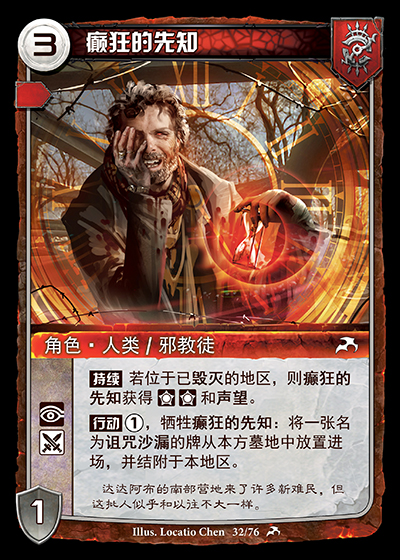 3
癫狂的先知
角色·人类/邪教徒
持续 若位于已毁灭的地区，则癫狂的
先知获得 和声望。
行动 1，牺牲癫狂的先知：将一张名
为诅咒沙漏的牌从本方墓地中放置进
场，并结附于本地区。
达达阿布的南部营地来了许多新难民，但
这批人似乎和以往不大一样。
1
Illus. Locatio Chen 32/76